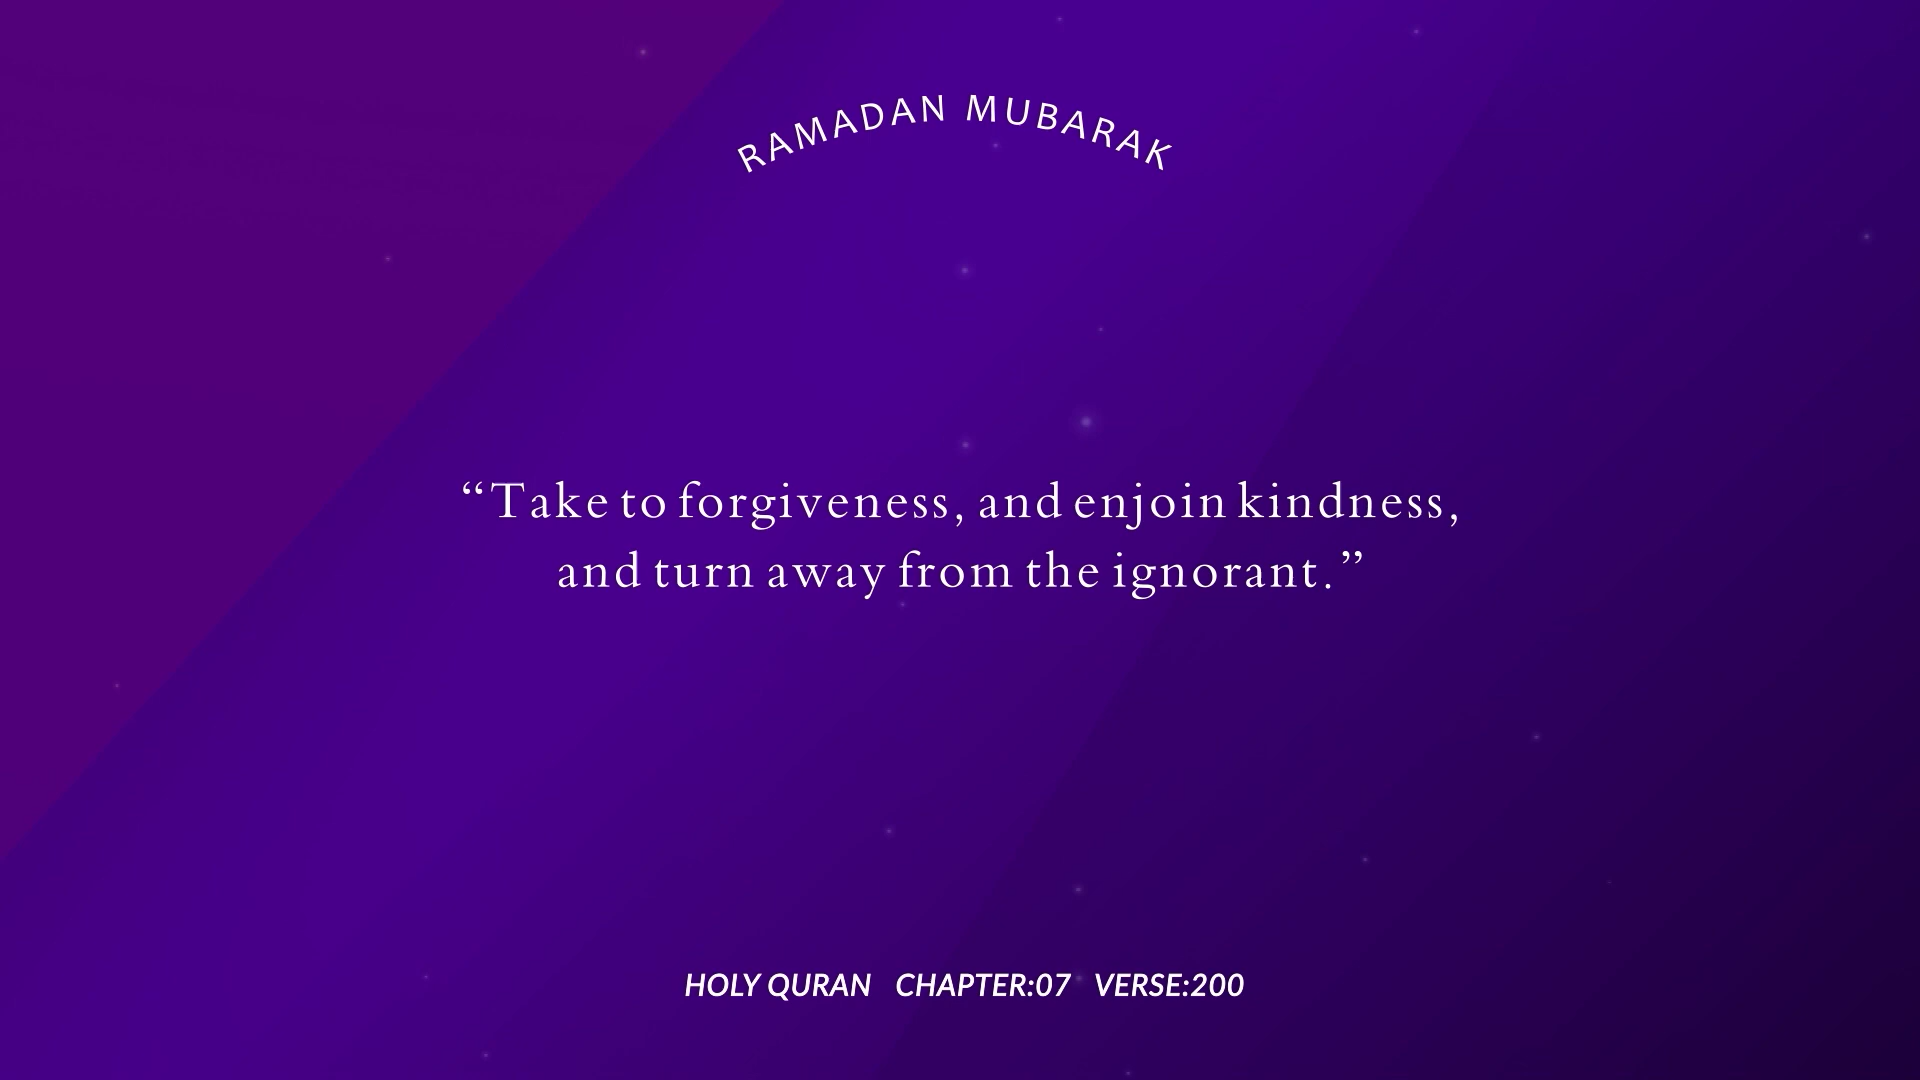 RAMADAN MUBARAK
“Take to forgiveness, and enjoin kindness,
and turn away from the ignorant.”
HOLY QURAN CHAPTER:07 VERSE:200